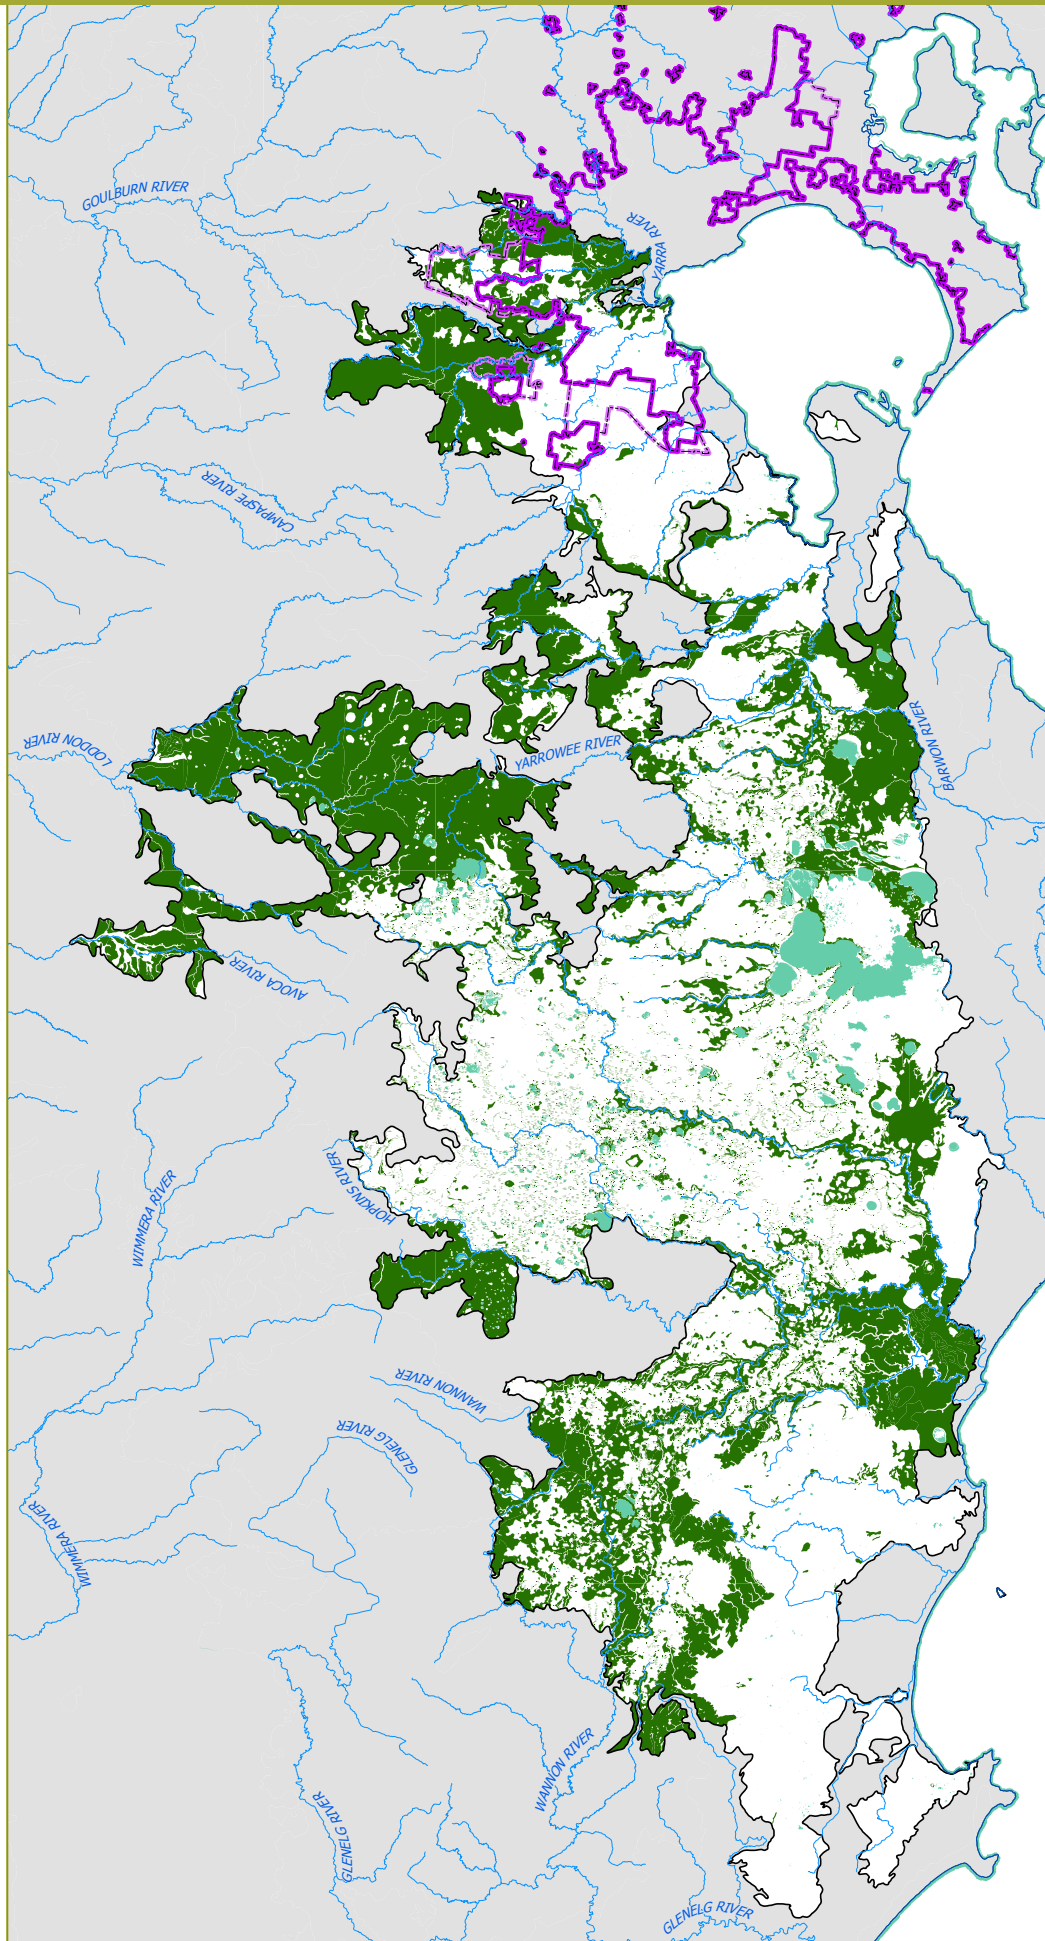 GOULBURN RIVER
YARRA RIVER
CAMPASPE RIVER
LODDON RIVER
YARROWEE RIVER
BARWON RIVER
AVOCA RIVER
HOPKINS RIVER
WIMMERA RIVER
WANNON RIVER
GLENELG RIVER
WIMMERA RIVER
WANNON RIVER
GLENELG RIVER
GLENELG RIVER